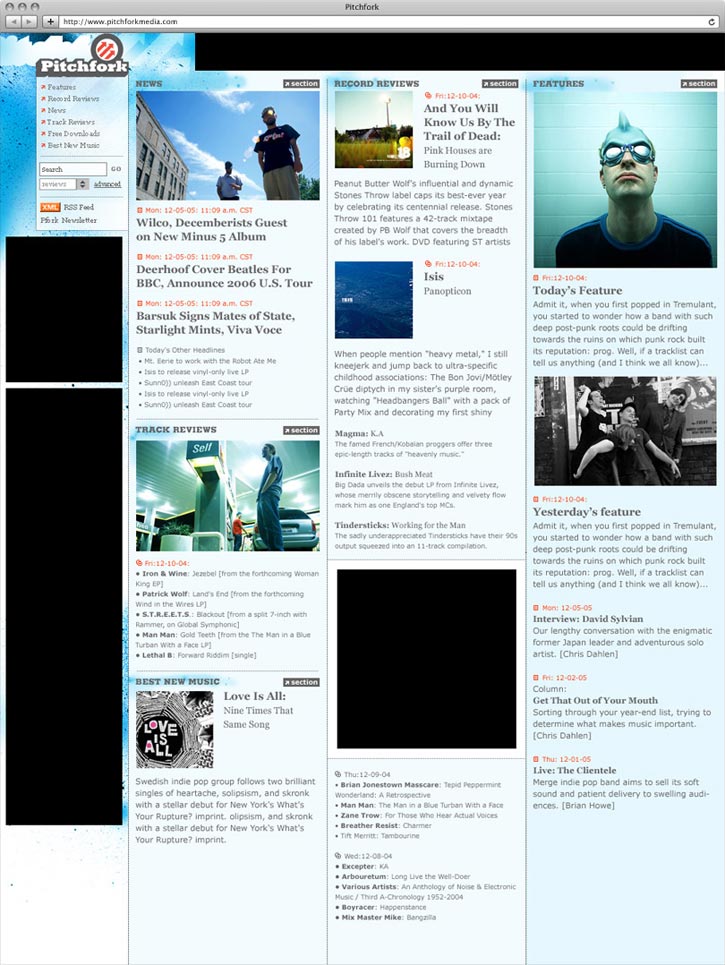 Pitchfork
http://www.pitchforkmedia.com
Pitchfork
Features
Record Reviews
News
Track Reviews
Free Downloads
Best New Music
Search GO
reviews advanced
XML RSS Feed
Pfork Newsletter
NEWS section
Mon: 12-05-05: 11:09 a.m. CST
Wilco, Decemberists Guest
on New Minus 5 Album
Mon: 12-05-05: 11:09 a.m. CST
Deerhoof Cover Beatles For
BBC, Announce 2006 U.S. Tour
Mon: 12-05-05: 11:09 a.m. CST
Barsuk Signs Mates of State,
Starlight Mints, Viva Voce
Today's Other Headlines
• Mt. Eerie to work with the Robot Ate Me
• Isis to release vinyl-only live LP
• Sunn0)) unleash East Coast tour
• Isis to release vinyl-only live LP
• Sunn0)) unleash East Coast tour
TRACK REVIEWS section
Self
Fri:12-10-04:
• Iron & Wine: Jezebel [from the forthcoming Woman
King EP]
• Patrick Wolf: Land's End [from the forthcoming
Wind in the Wires LP]
• S.T.R.E.E.T.S.: Blackout [from a split 7-inch with
Rammer, on Global Symphonic]
• Man Man: Gold Teeth [from the The Man in a Blue
Turban With a Face LP]
• Lethal B: Forward Riddim [single]
BEST NEW MUSIC section
LOVE IS ALL
Love Is All:
Nine Times That
Same Song
Swedish indie pop group follows two brilliant
singles of heartache, solipsism, and skronk
with a stellar debut for New York's What's
Your Rupture? imprint. olipsism, and skronk
with a stellar debut for New York's What's
Your Rupture? imprint.
RECORD REVIEWS section
Fri:12-10-04:
And You Will
Know Us By The
Trail of Dead:
Pink Houses are
Burning Down
18
Peanut Butter Wolf's influential and dynamic
Stones Throw label caps its best-ever year
by celebrating its centennial release. Stones
Throw 101 features a 42-track mixtape
created by PB Wolf that covers the breadth
of his label's work. DVD featuring ST artists
ISIS
Fri:12-10-04:
Isis
Panopticon
When people mention "heavy metal," I still
kneejerk and jump back to ultra-specific
childhood associations: The Bon Jovi/Mötley
Crüe diptych in my sister's purple room,
watching "Headbangers Ball" with a pack of
Party Mix and decorating my first shiny
Magma: K.A
The famed French/Kobaian proggers offer three
epic-length tracks of "heavenly music."
Infinite Livez: Bush Meat
Big Dada unveils the debut LP from Infinite Livez,
whose merrily obscene storytelling and velvety flow
mark him as one England's top MCs.
Tindersticks: Working for the Man
The sadly underappreciated Tindersticks have their 90s
output squeezed into an 11-track compilation.
Thu:12-09-04
• Brian Jonestown Masscare: Tepid Peppermint
Wonderland: A Retrospective
• Man Man: The Man in a Blue Turban With a Face
• Zane Trow: For Those Who Hear Actual Voices
• Breather Resist: Charmer
• Tift Merritt: Tambourine
Wed:12-08-04
• Excepter: KA
• Arbouretum: Long Live the Well-Doer
• Various Artists: An Anthology of Noise & Electronic
Music / Third A-Chronology 1952-2004
• Boyracer: Happenstance
• Mix Master Mike: Bangzilla
FEATURES section
Fri:12-10-04:
Today's Feature
Admit it, when you first popped in Tremulant,
you started to wonder how a band with such
deep post-punk roots could be drifting
towards the ruins on which punk rock built
its reputation: prog. Well, if a tracklist can
tell us anything (and I think we all know)...
Fri:12-10-04:
Yesterday's feature
Admit it, when you first popped in Tremulant,
you started to wonder how a band with such
deep post-punk roots could be drifting
towards the ruins on which punk rock built
its reputation: prog. Well, if a tracklist can
tell us anything (and I think we all know)...
Mon: 12-05-05
Interview: David Sylvian
Our lengthy conversation with the enigmatic
former Japan leader and adventurous solo
artist. [Chris Dahlen]
Fri: 12-02-05
Column:
Get That Out of Your Mouth
Sorting through your year-end list, trying to
determine what makes music important.
[Chris Dahlen]
Thu: 12-01-05
Live: The Clientele
Merge indie pop band aims to sell its soft
sound and patient delivery to swelling audi-
ences. [Brian Howe]